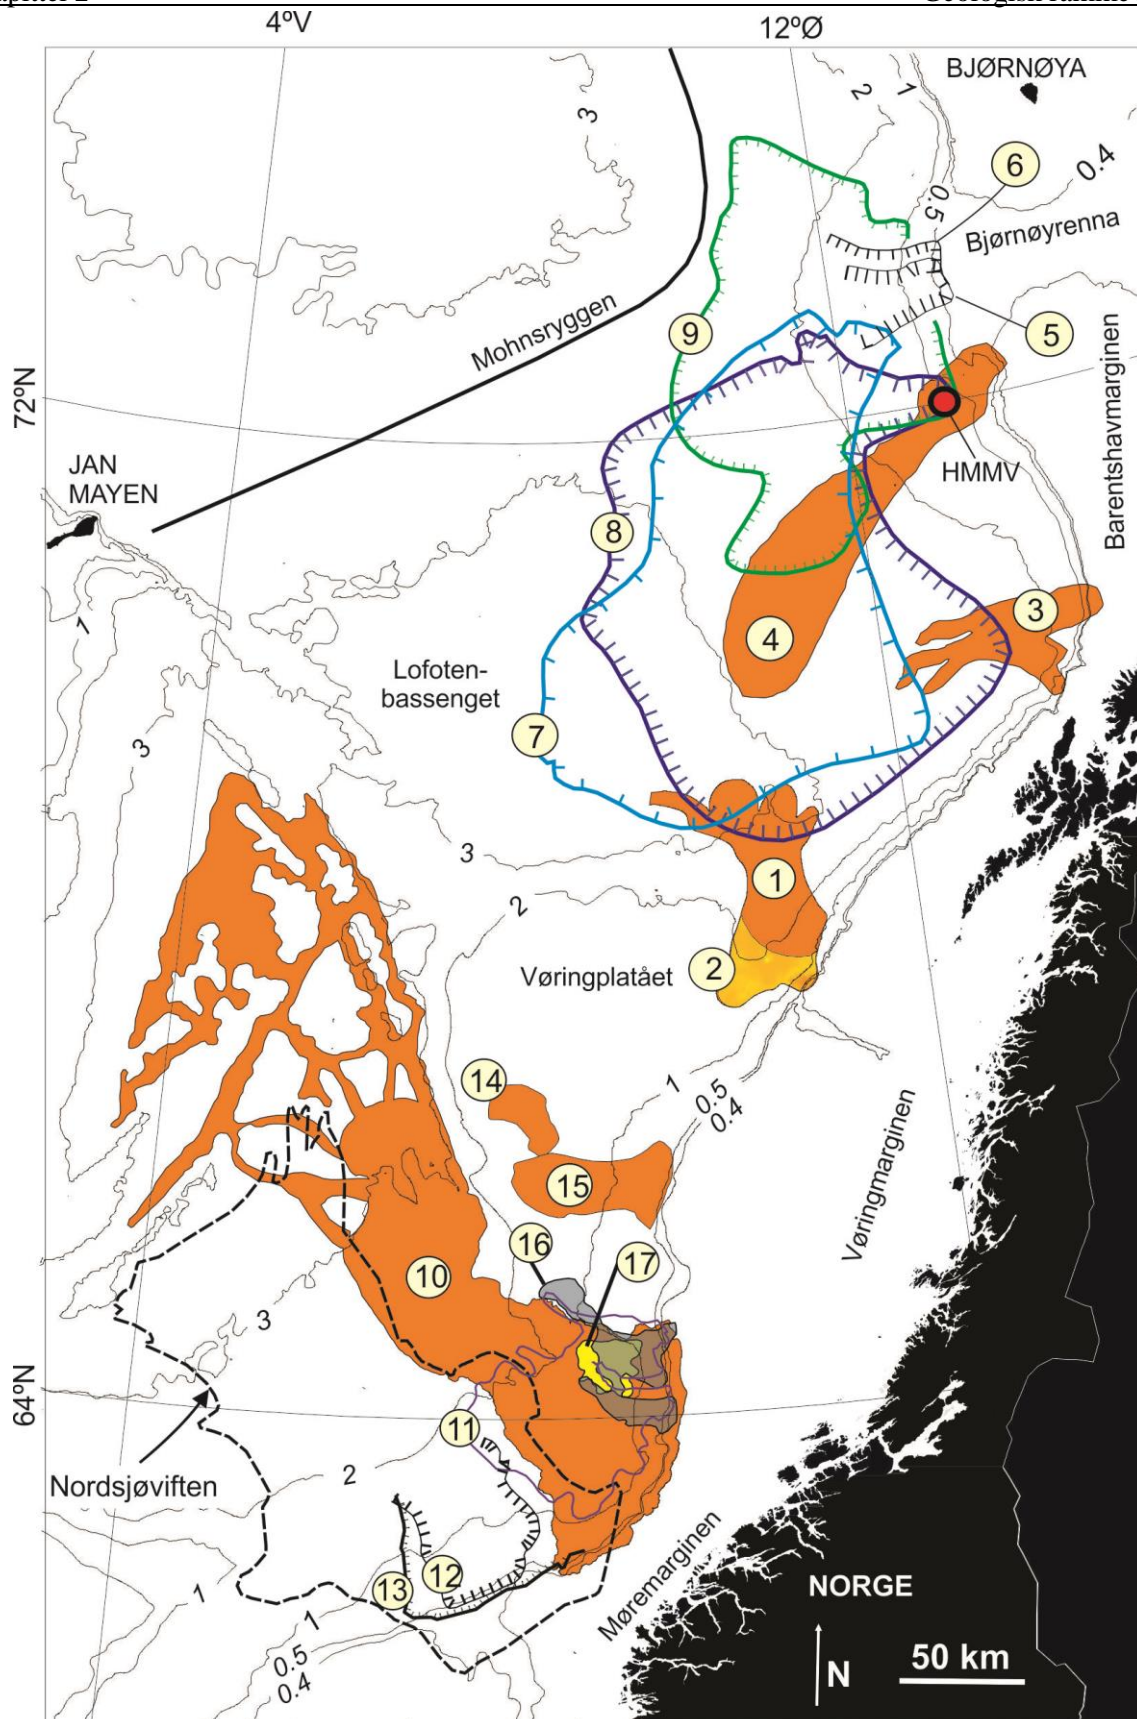 4ºV
12ºØ
BJØRNØYA
3
2
1
6
0.4
0.5
Bjørnøyrenna
9
5
Mohnsryggen
Barentshavmarginen
72ºN
JAN
MAYEN
HMMV
8
1
3
4
Lofoten-
bassenget
7
3
3
1
2
2
Vøringplatået
14
1
0.5
0.4
Vøringmarginen
15
16
17
10
3
64ºN
11
Nordsjøviften
2
12
13
1
1
0.5
0.4
Møremarginen
NORGE
N
50 km